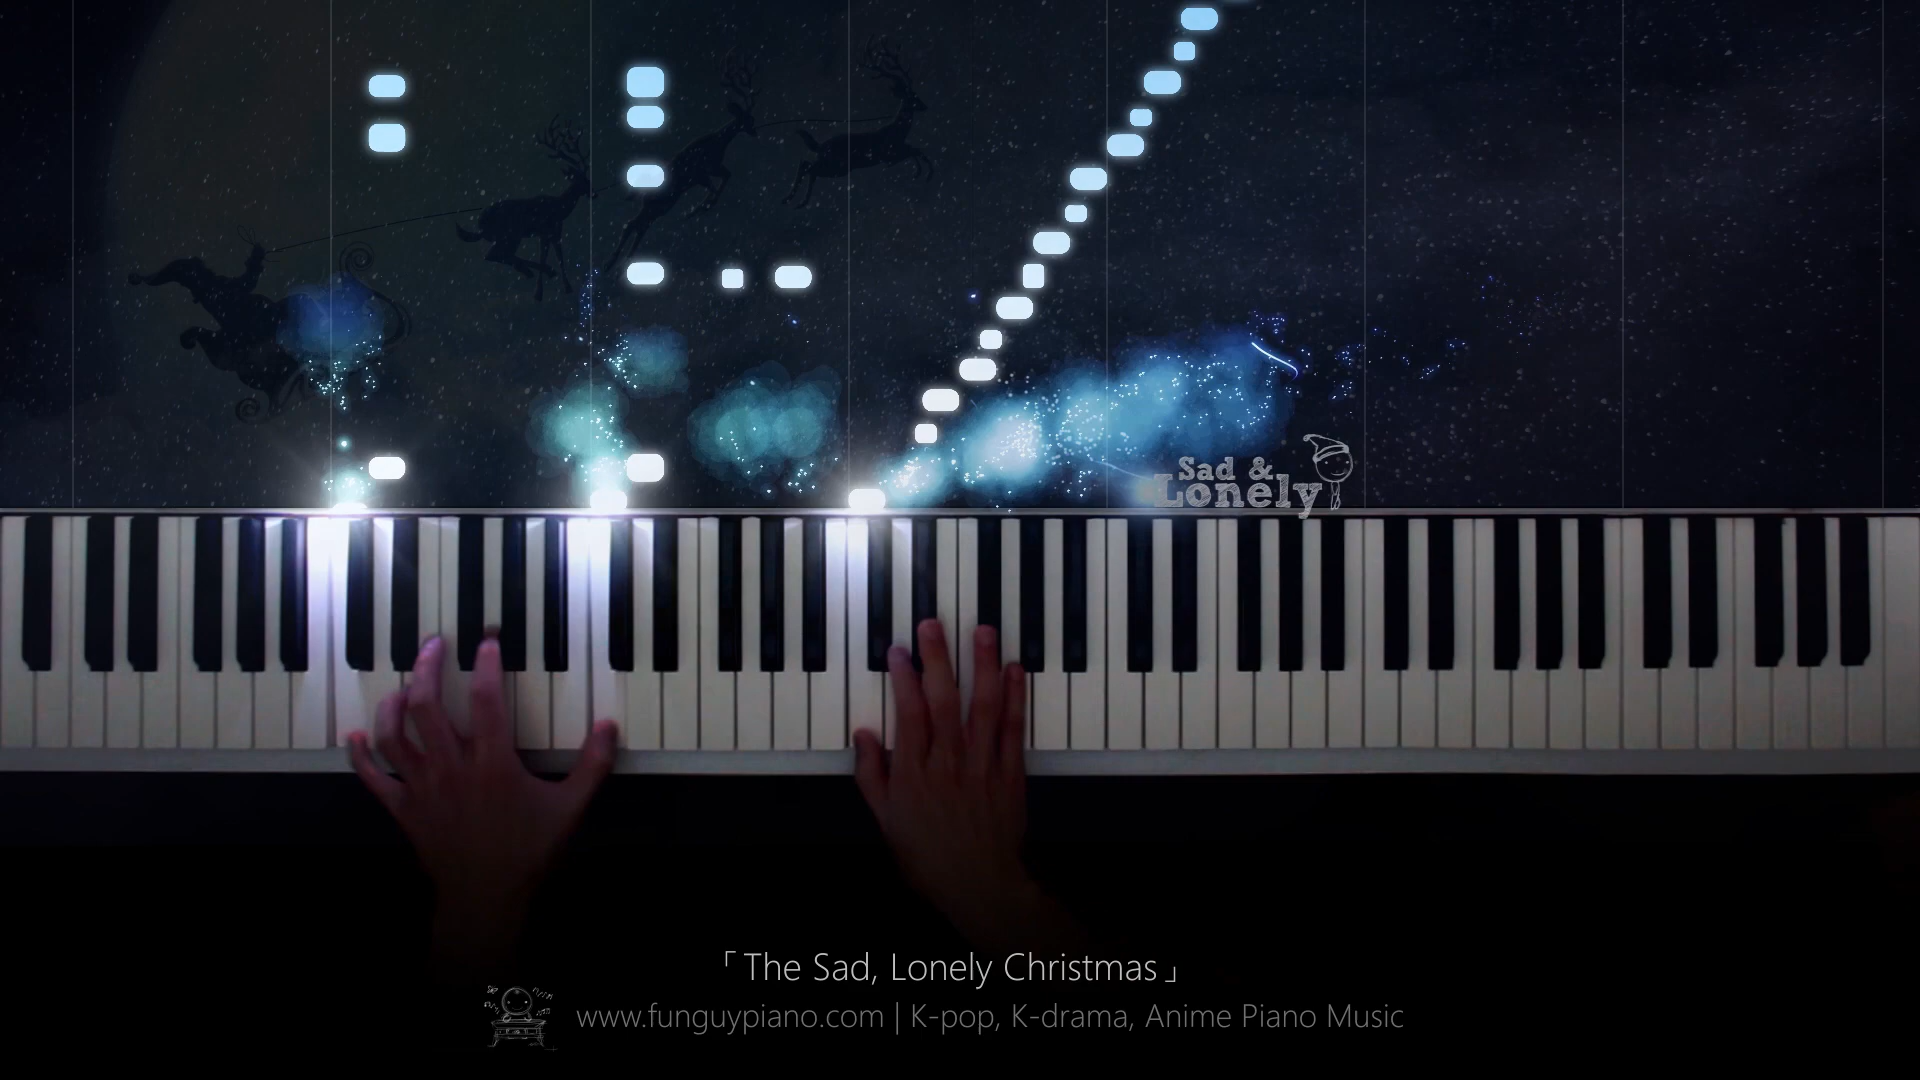 Sad &
Lonely
「The Sad, Lonely Christmas」
www.funguypiano.com | K-pop, K-drama, Anime Piano Music